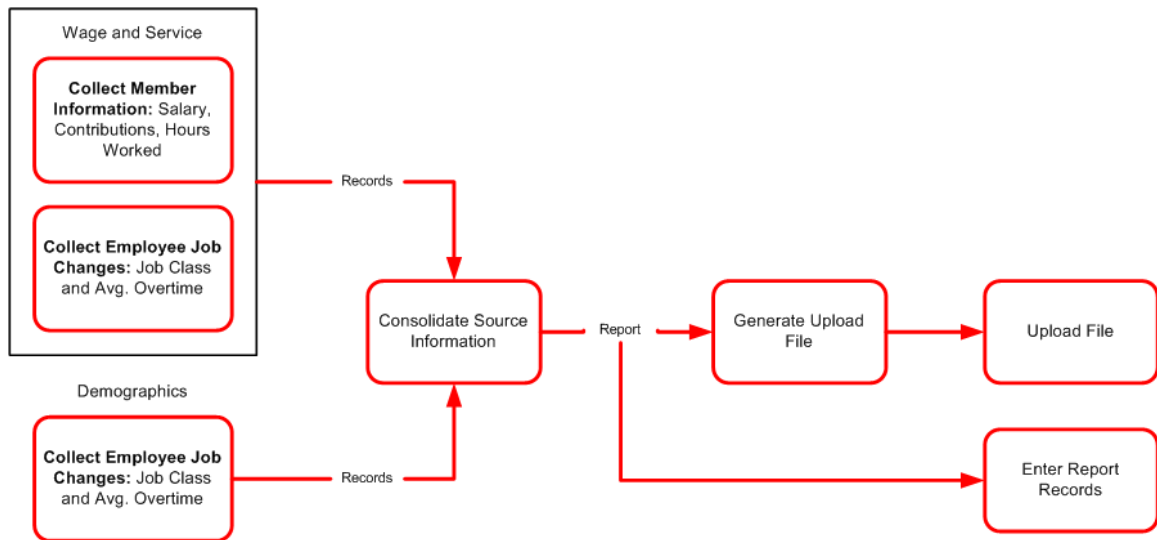 Wage and Service
Collect Member
Information: Salary,
Contributions, Hours
Worked
Records
Collect Employee Job
Changes: Job Class
and Avg. Overtime
Consolidate Source
Information
Report
Generate Upload
File
Upload File
Demographics
Collect Employee Job
Changes: Job Class
and Avg. Overtime
Records
Enter Report
Records